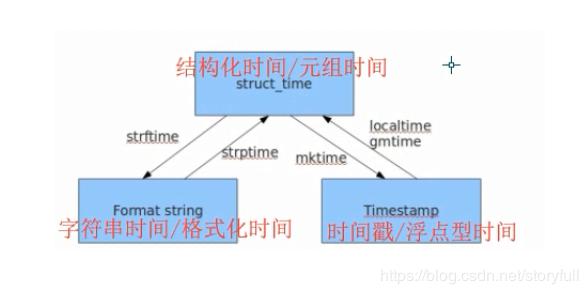 结构化时间/元组时间
struct_time
strftime
strptime
mktime
localtime
gmtime
Format string
字符串时间/格式化时间
Timestamp
时间戳/浮点型时间
https://blog.csdn.net/storyfull